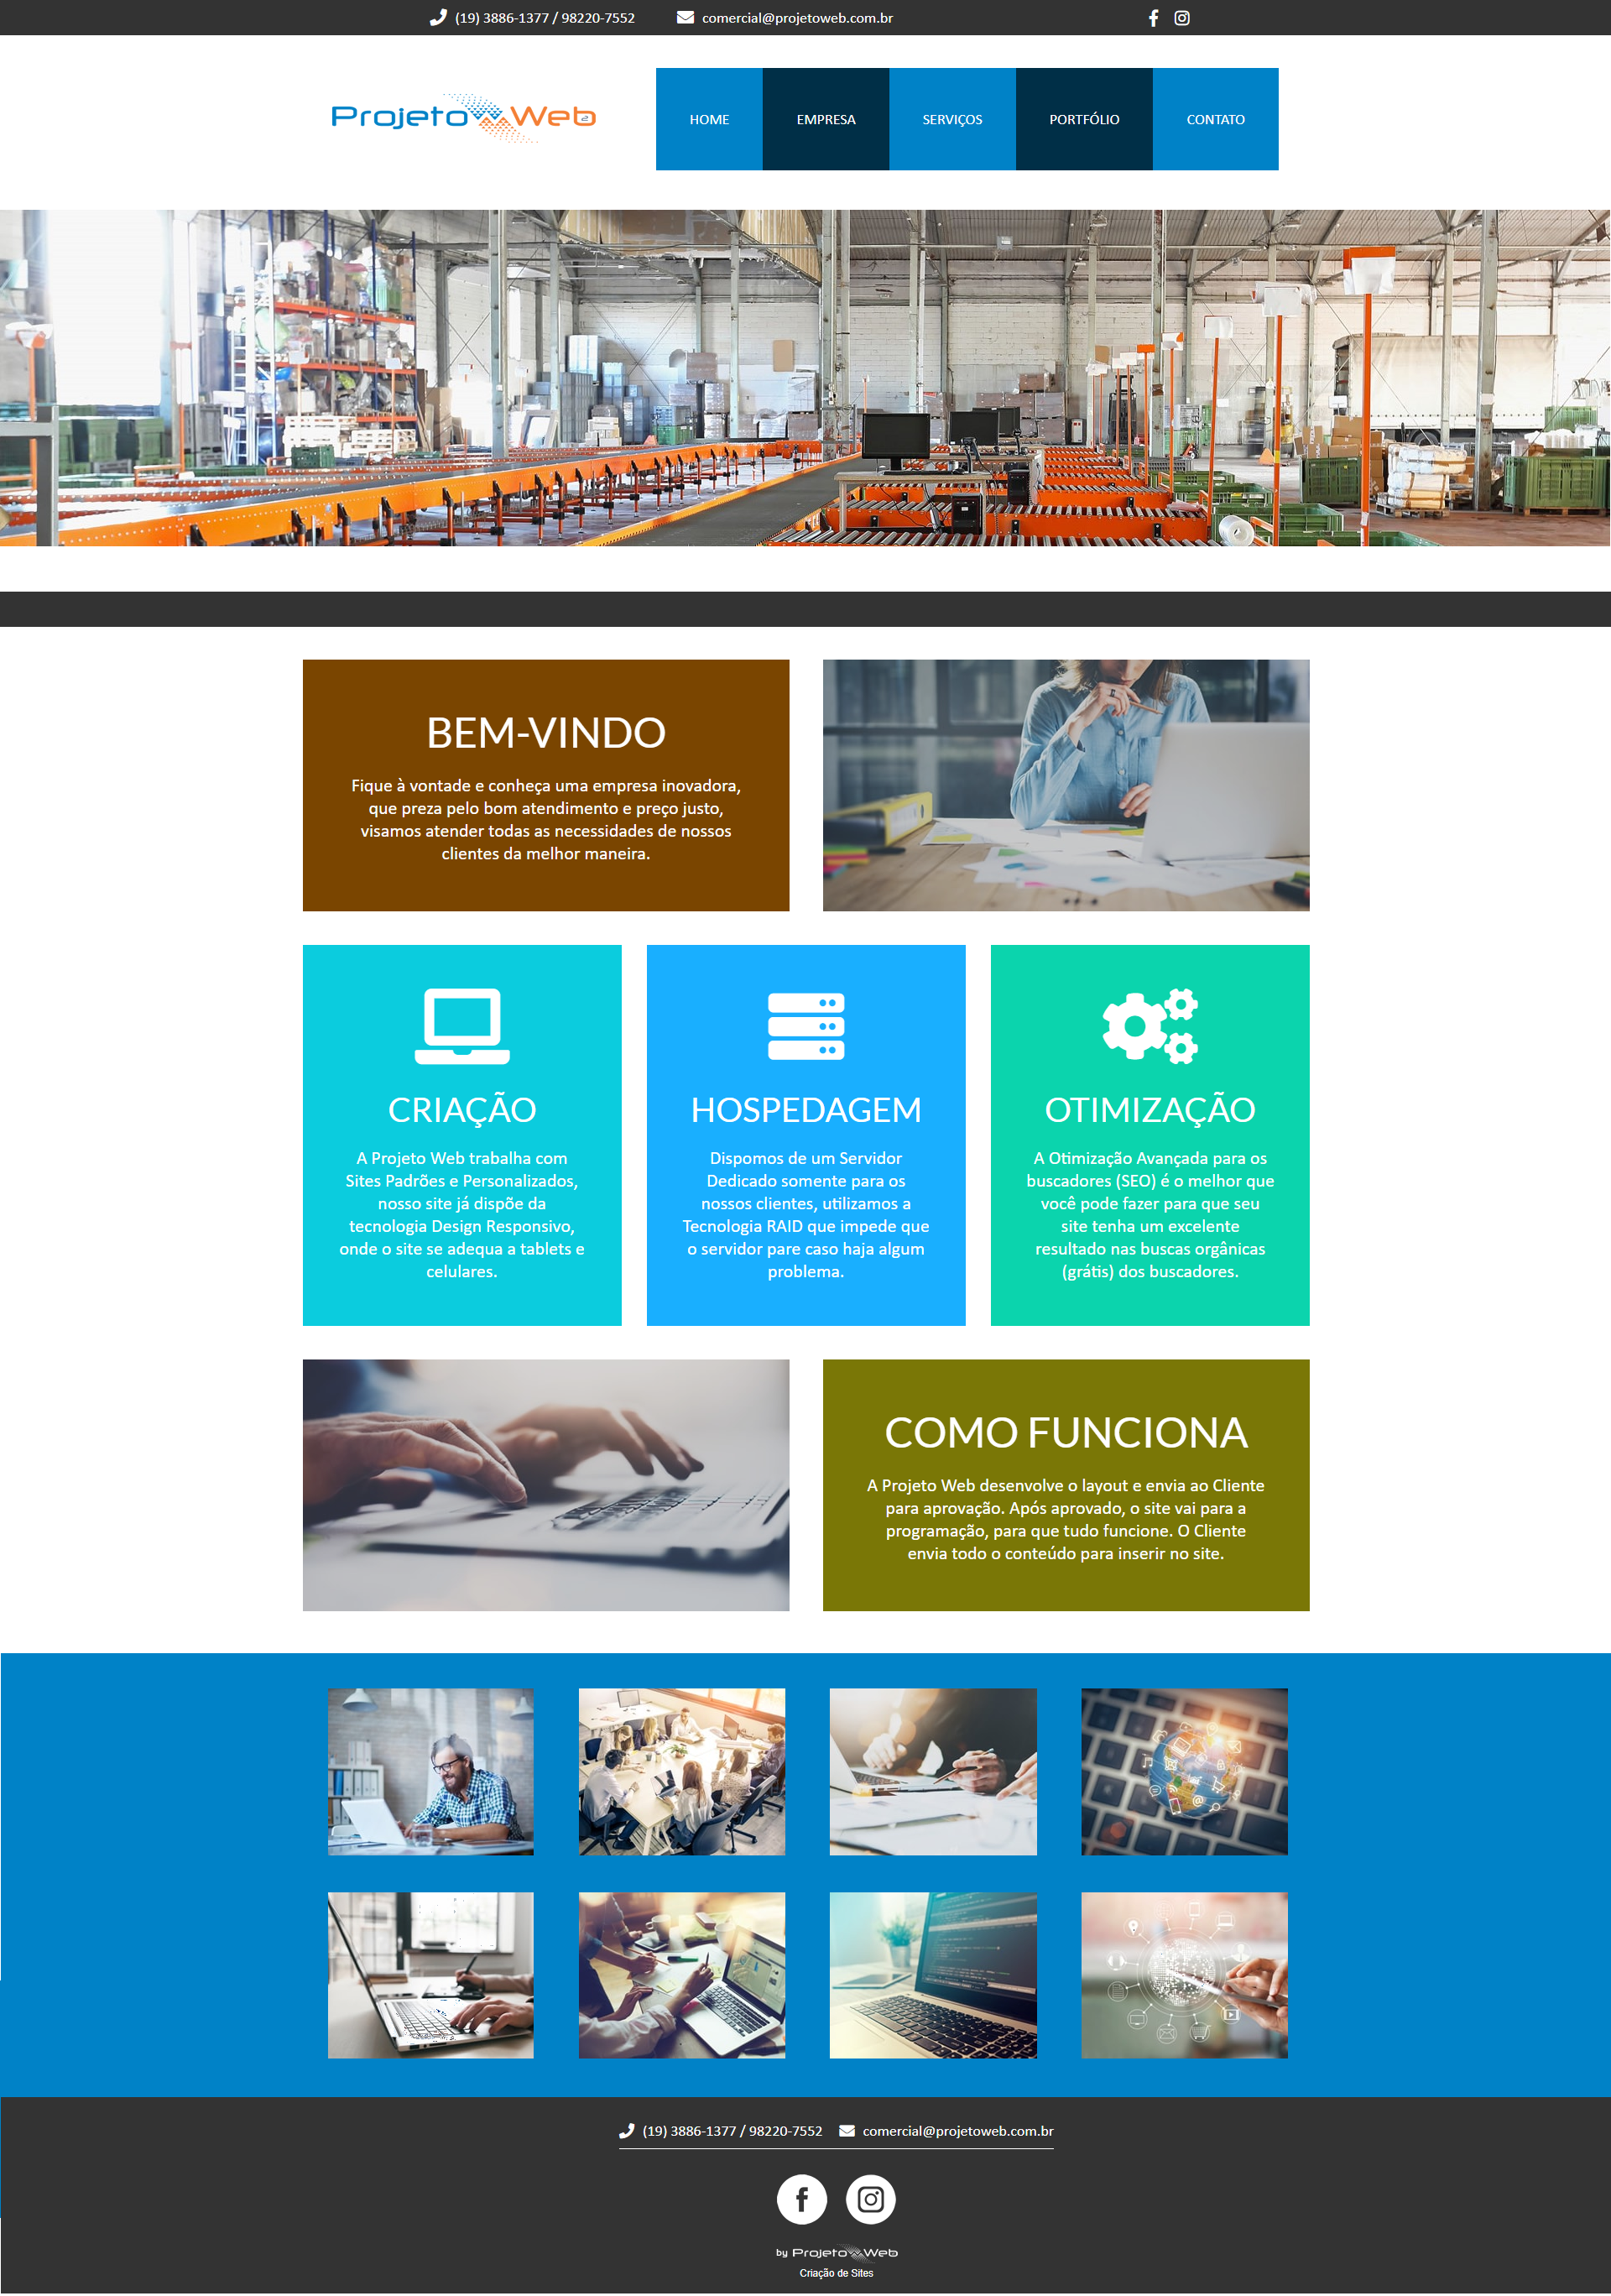 (19) 3886-1377 / 98220-7552 comercial@projetoweb.com.br
Projeto Web
HOME EMPRESA SERVIÇOS PORTFÓLIO CONTATO
BEM-VINDO
Fique à vontade e conheça uma empresa inovadora,
que preza pelo bom atendimento e preço justo,
visamos atender todas as necessidades de nossos
clientes da melhor maneira.
CRIAÇÃO
A Projeto Web trabalha com
Sites Padrões e Personalizados,
nosso site já dispõe da
tecnologia Design Responsivo,
onde o site se adequa a tablets e
celulares.
HOSPEDAGEM
Dispomos de um Servidor
Dedicado somente para os
nossos clientes, utilizamos a
Tecnologia RAID que impede que
o servidor pare caso haja algum
problema.
OTIMIZAÇÃO
A Otimização Avançada para os
buscadores (SEO) é o melhor que
você pode fazer para que seu
site tenha um excelente
resultado nas buscas orgânicas
(grátis) dos buscadores.
COMO FUNCIONA
A Projeto Web desenvolve o layout e envia ao Cliente
para aprovação. Após aprovado, o site vai para a
programação, para que tudo funcione. O Cliente
envia todo o conteúdo para inserir no site.
(19) 3886-1377 / 98220-7552 comercial@projetoweb.com.br
by Projeto Web
Criação de Sites